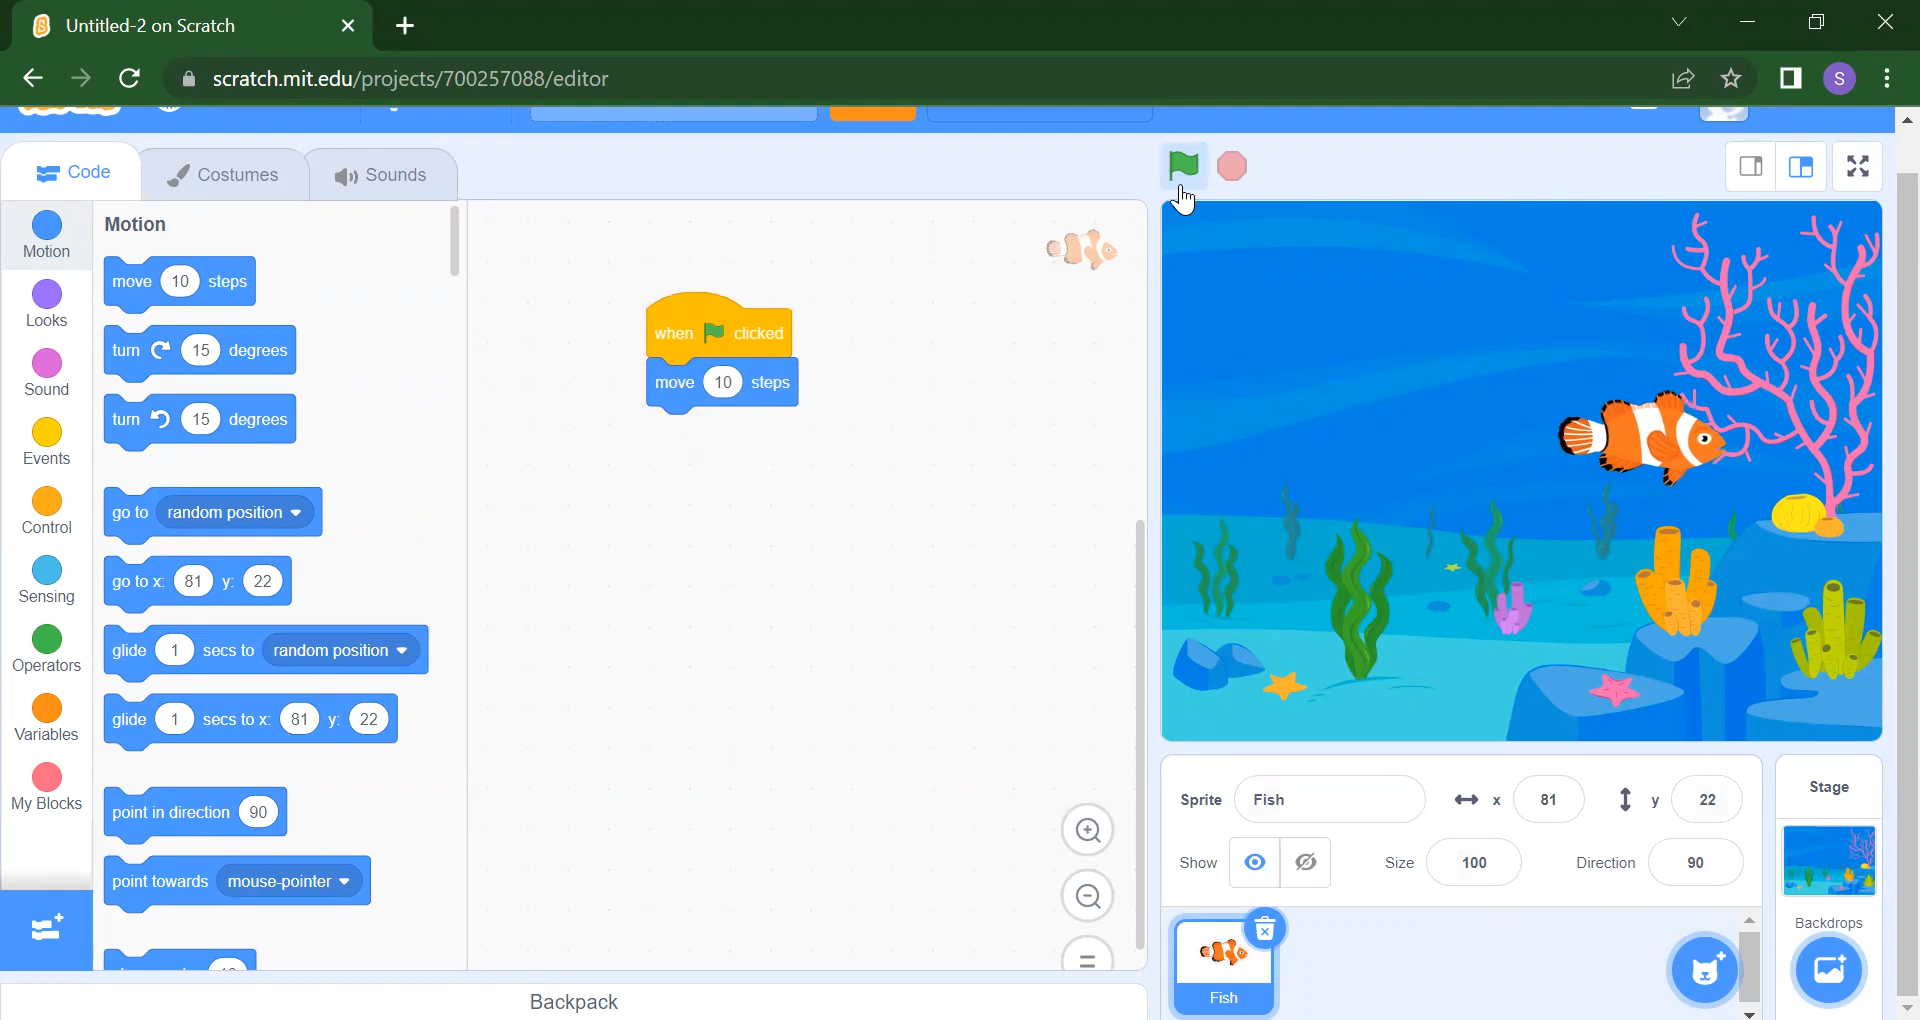 Untitled-2 on Scratch
scratch.mit.edu/projects/700257088/editor
S
Code
Costumes
Sounds
Motion
Looks
Sound
Events
Control
Sensing
Operators
Variables
My Blocks
Motion
move 10 steps
turn 15 degrees
turn 15 degrees
go to random position
go to x: 81 y: 22
glide 1 secs to random position
glide 1 secs to x: 81 y: 22
point in direction 90
point towards mouse-pointer
when clicked
move 10 steps
Backpack
Sprite Fish x 81 y 22
Show Size 100 Direction 90
Fish
Stage
Backdrops